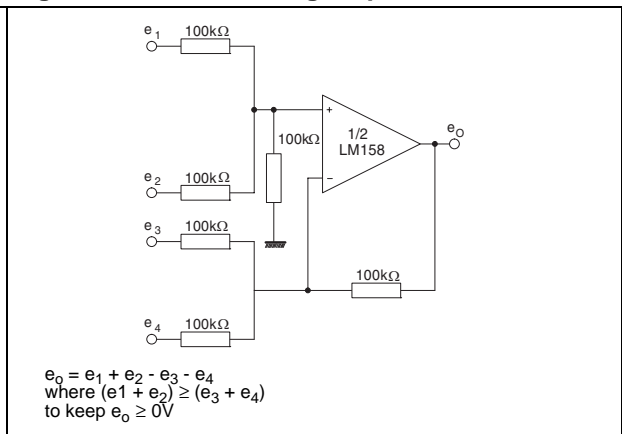 e1 100kΩ
+
100kΩ 1/2
LM158
eO
e2 100kΩ
–
e3 100kΩ
100kΩ
e4 100kΩ
eo = e1 + e2 - e3 - e4
where (e1 + e2) ≥ (e3 + e4)
to keep eo ≥ 0V